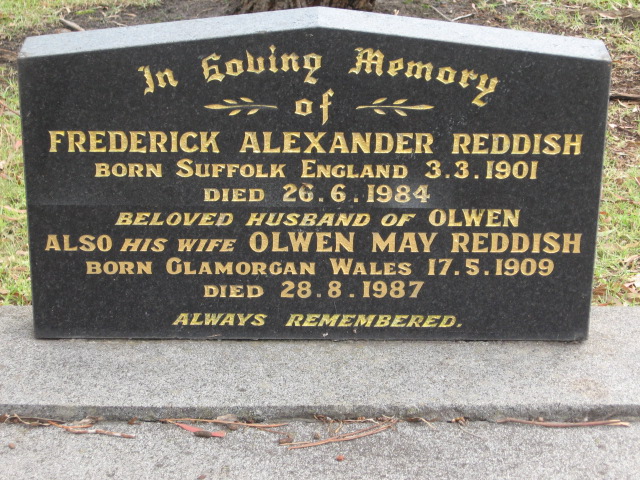 In Loving Memory
of
FREDERICK ALEXANDER REDDISH
BORN SUFFOLK ENGLAND 3.3.1901
DIED 26.6.1984
BELOVED HUSBAND OF OLWEN
ALSO HIS WIFE OLWEN MAY REDDISH
BORN GLAMORGAN WALES 17.5.1909
DIED 28.8.1987
ALWAYS REMEMBERED.